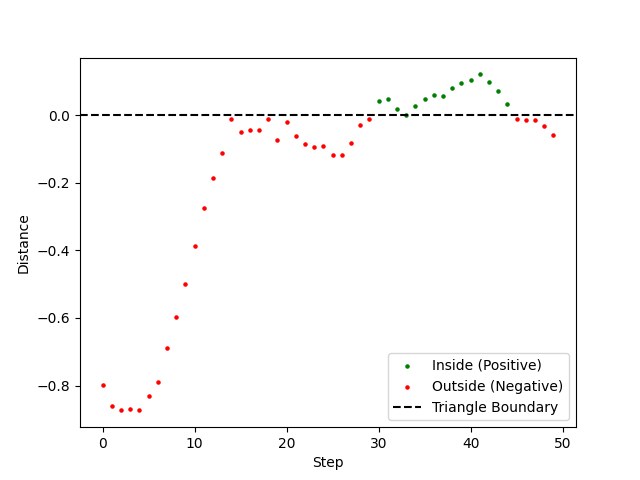 0.0
−0.2
−0.4
−0.6
−0.8
Distance
0 10 20 30 40 50
Step
Inside (Positive)
Outside (Negative)
Triangle Boundary